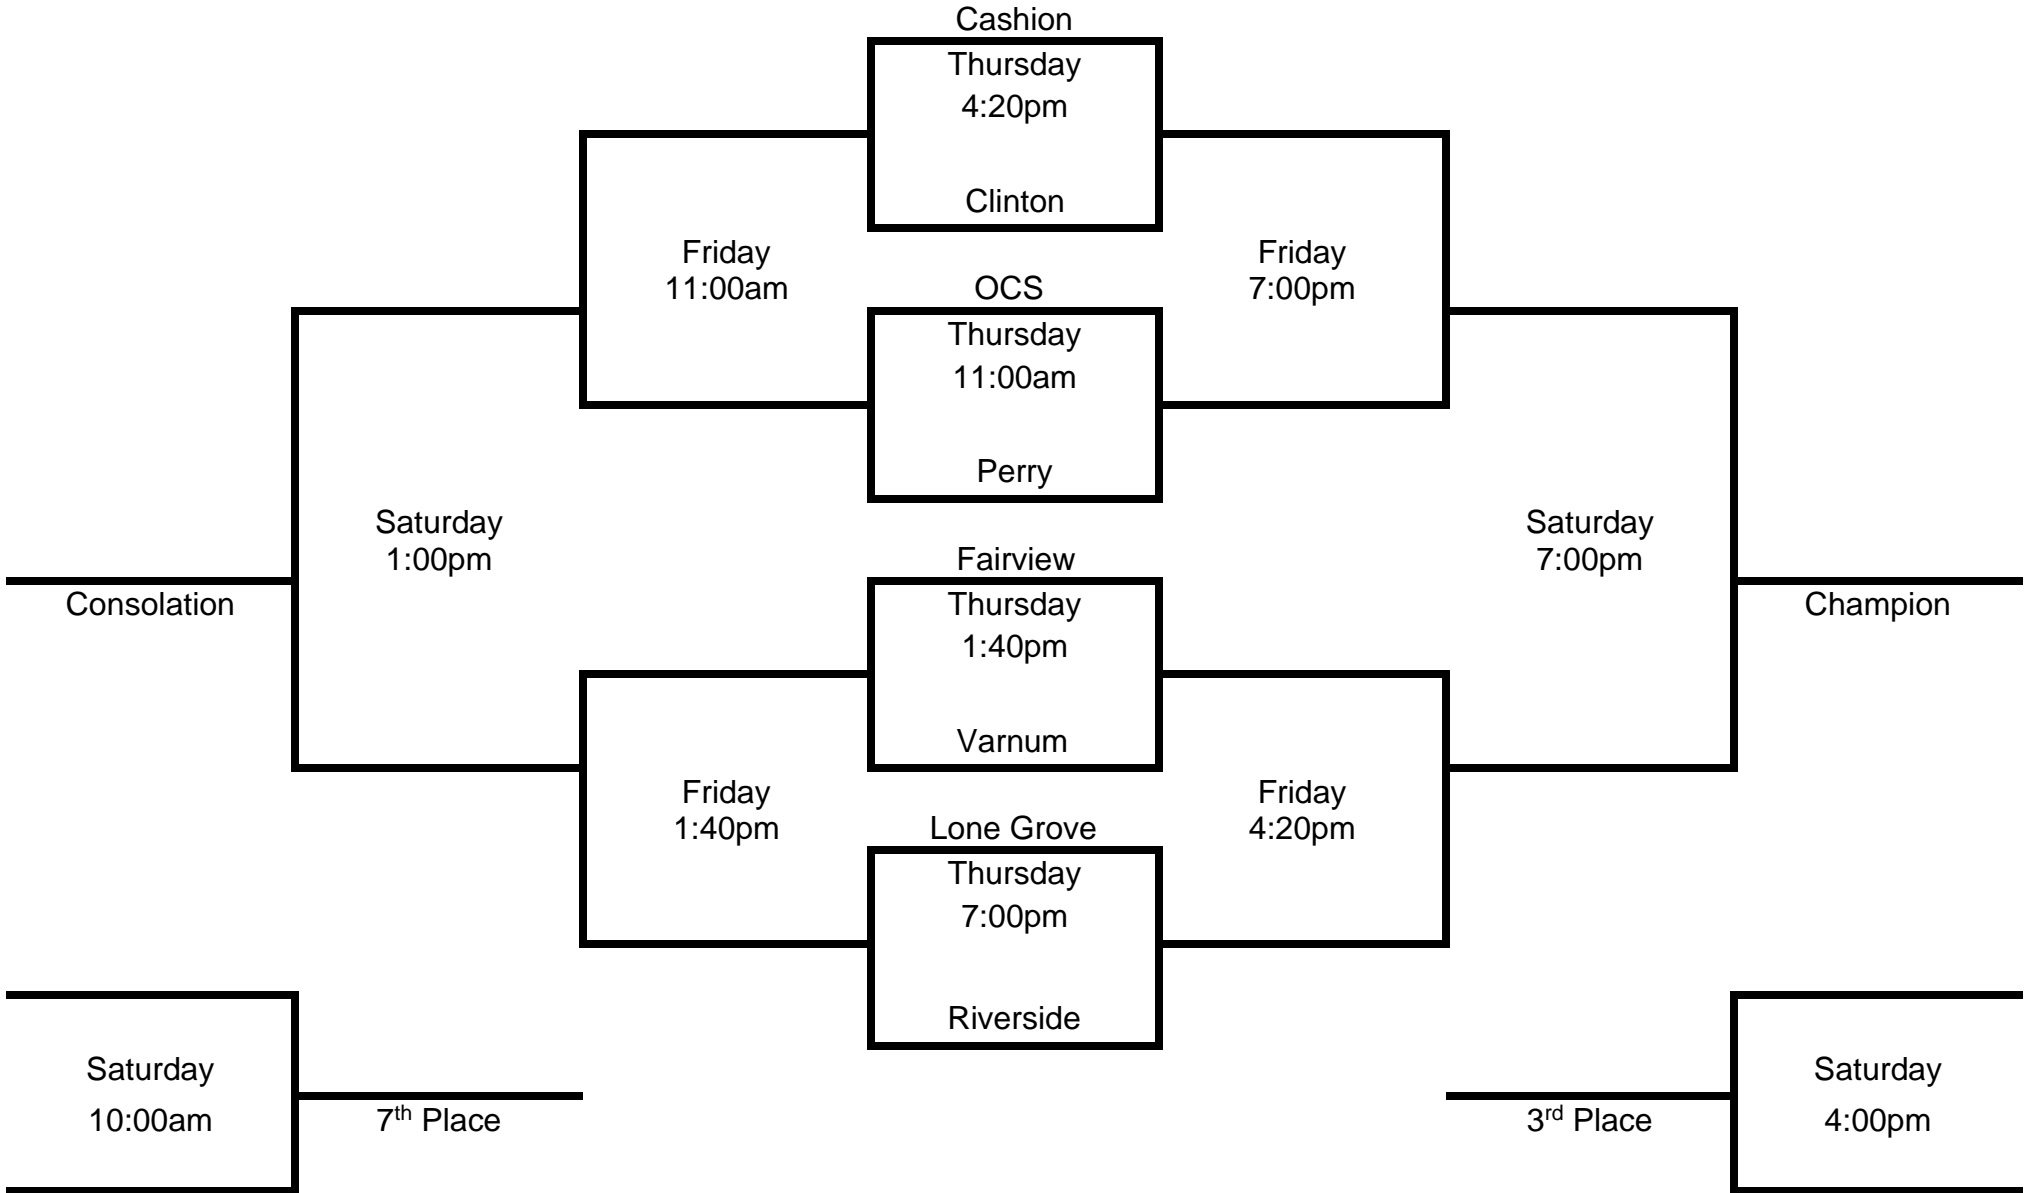 Cashion
Thursday
4:20pm
Clinton
Friday
11:00am
Friday
7:00pm
OCS
Thursday
11:00am
Perry
Saturday
1:00pm
Saturday
7:00pm
Fairview
Thursday
1:40pm
Varnum
Consolation
Champion
Friday
1:40pm
Friday
4:20pm
Lone Grove
Thursday
7:00pm
Riverside
Saturday
10:00am
7th Place
3rd Place
Saturday
4:00pm